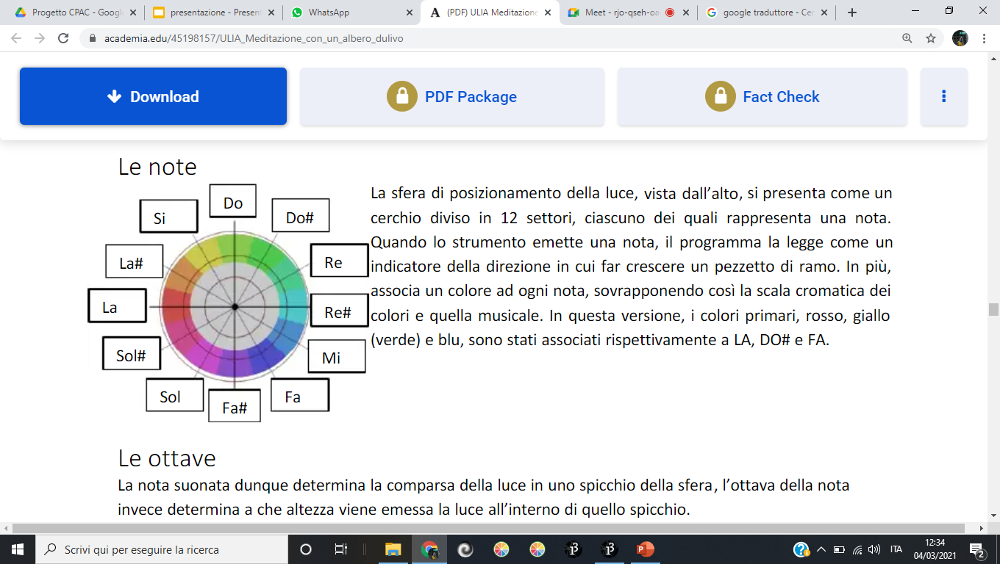 Progetto CPAC - Googl
presentazione - Present
WhatsApp
(PDF) ULIA Meditazione
Meet - rjo-qseh-oa
google traduttore - Cer
academia.edu/45198157/ULIA_Meditazione_con_un_albero_dulivo
Download
PDF Package
Fact Check
Le note
Do
Si
Do#
La#
Re
La
Re#
Sol#
Mi
Sol
Fa#
Fa
La sfera di posizionamento della luce, vista dall'alto, si presenta come un
cerchio diviso in 12 settori, ciascuno dei quali rappresenta una nota.
Quando lo strumento emette una nota, il programma la legge come un
indicatore della direzione in cui far crescere un pezzetto di ramo. In più,
associa un colore ad ogni nota, sovrapponendo così la scala cromatica dei
colori e quella musicale. In questa versione, i colori primari, rosso, giallo
(verde) e blu, sono stati associati rispettivamente a LA, DO# e FA.
Le ottave
La nota suonata dunque determina la comparsa della luce in uno spicchio della sfera, l'ottava della nota
invece determina a che altezza viene emessa la luce all'interno di quello spicchio.
Scrivi qui per eseguire la ricerca
ITA
12:34
04/03/2021
2